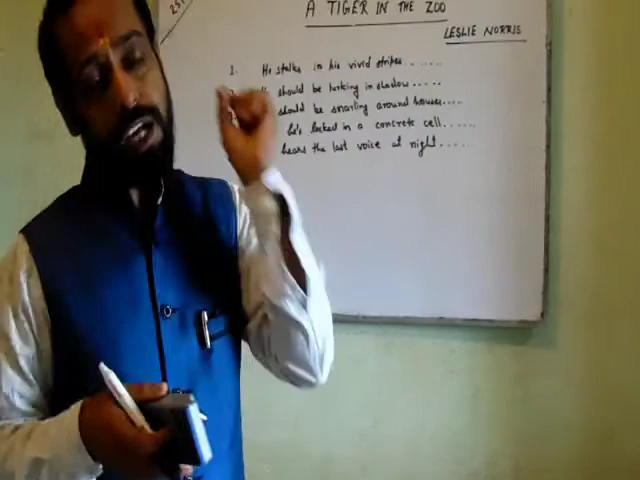 A TIGER IN THE ZOO
LESLIE NORRIS
1. He stalks in his vivid stripes......
should be lurking in shadow.....
should be snarling around houses....
he's locked in a concrete cell......
hears the last voice at night.....